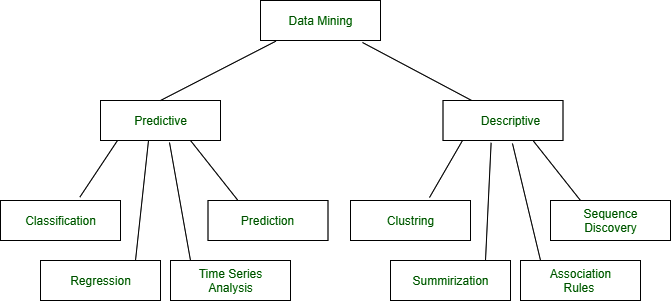 Data Mining
Predictive
Descriptive
Classification
Prediction
Clustring
Sequence
Discovery
Regression
Time Series
Analysis
Summirization
Association
Rules